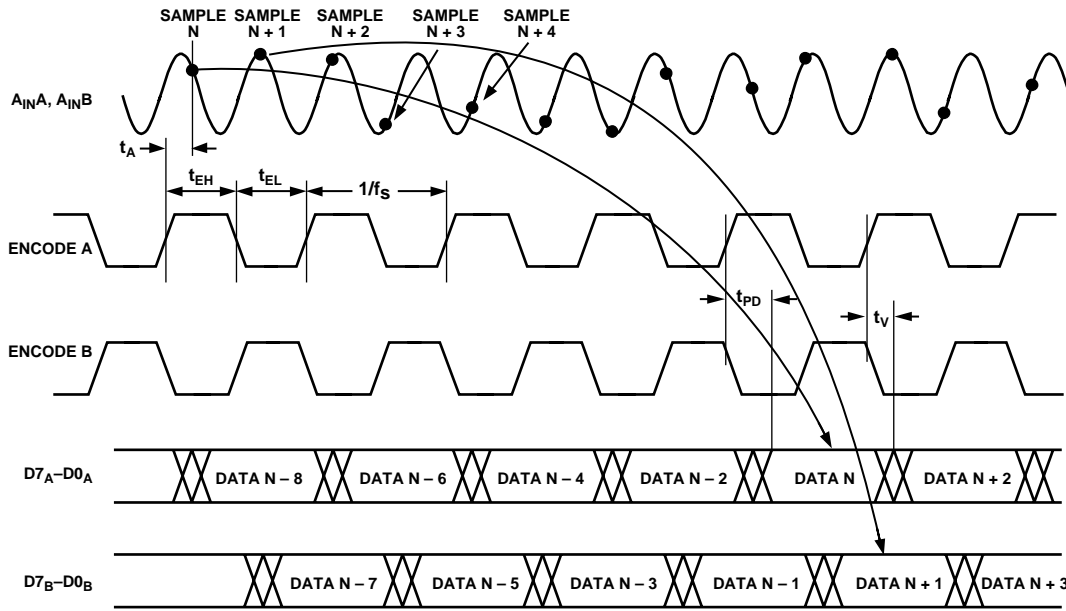 SAMPLE N
SAMPLE N + 1
SAMPLE N + 2
SAMPLE N + 3
SAMPLE N + 4
AINA, AINB
tA
tEH
tEL
1/fS
ENCODE A
tPD
tV
ENCODE B
D7A–D0A
DATA N – 8
DATA N – 6
DATA N – 4
DATA N – 2
DATA N
DATA N + 2
D7B–D0B
DATA N – 7
DATA N – 5
DATA N – 3
DATA N – 1
DATA N + 1
DATA N + 3